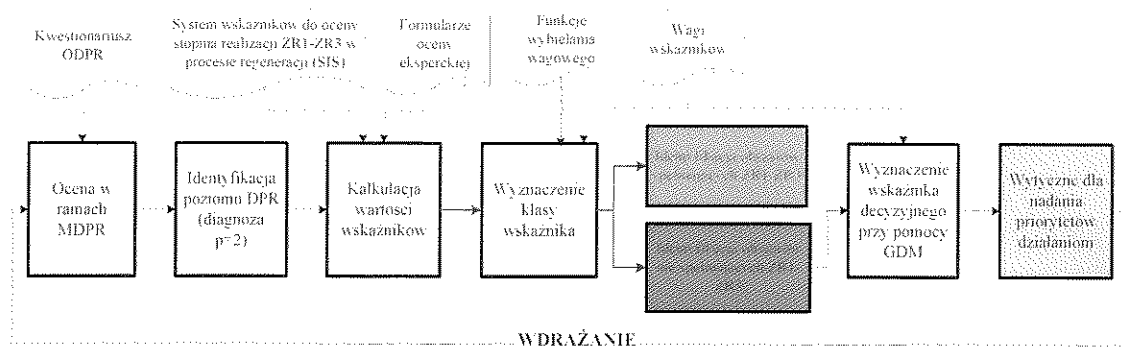 Kwestionariusz
ODPR
System wskaźników do oceny
stopnia realizacji ZR1-ZR3 w
procesie regeneracji (SIS)
Formularze
oceny
eksperckiej
Funkcje
wybielania
wagowego
Wagi
wskaźników
Ocena w
ramach
MDPR
Identyfikacja
poziomu DPR
(diagnoza
p=2)
Kalkulacja
wartości
wskaźników
Wyznaczenie
klasy
wskaźnika
Wyznaczenie
wskaźnika
decyzyjnego
przy pomocy
GDM
Wytyczne dla
nadania
priorytetów
działaniom
WDRAŻANIE